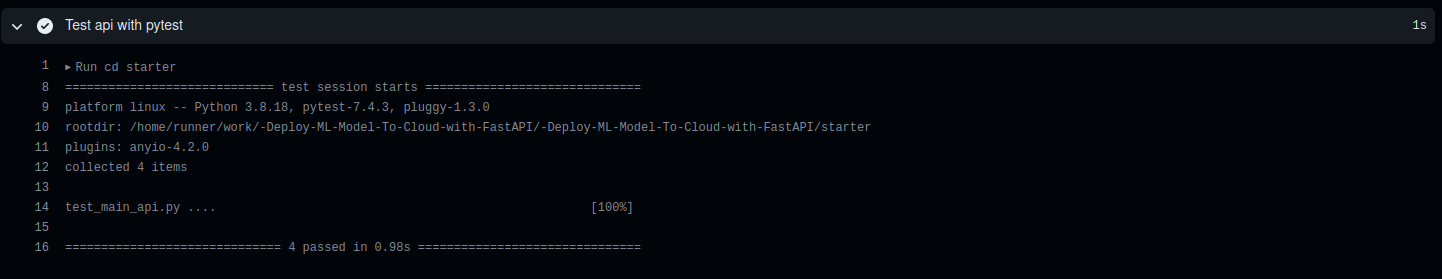 Test api with pytest 1s
1 ▸ Run cd starter
8 ============================= test session starts ==============================
9 platform linux -- Python 3.8.18, pytest-7.4.3, pluggy-1.3.0
10 rootdir: /home/runner/work/-Deploy-ML-Model-To-Cloud-with-FastAPI/-Deploy-ML-Model-To-Cloud-with-FastAPI/starter
11 plugins: anyio-4.2.0
12 collected 4 items
13
14 test_main_api.py .... [100%]
15
16 ============================== 4 passed in 0.98s ===============================